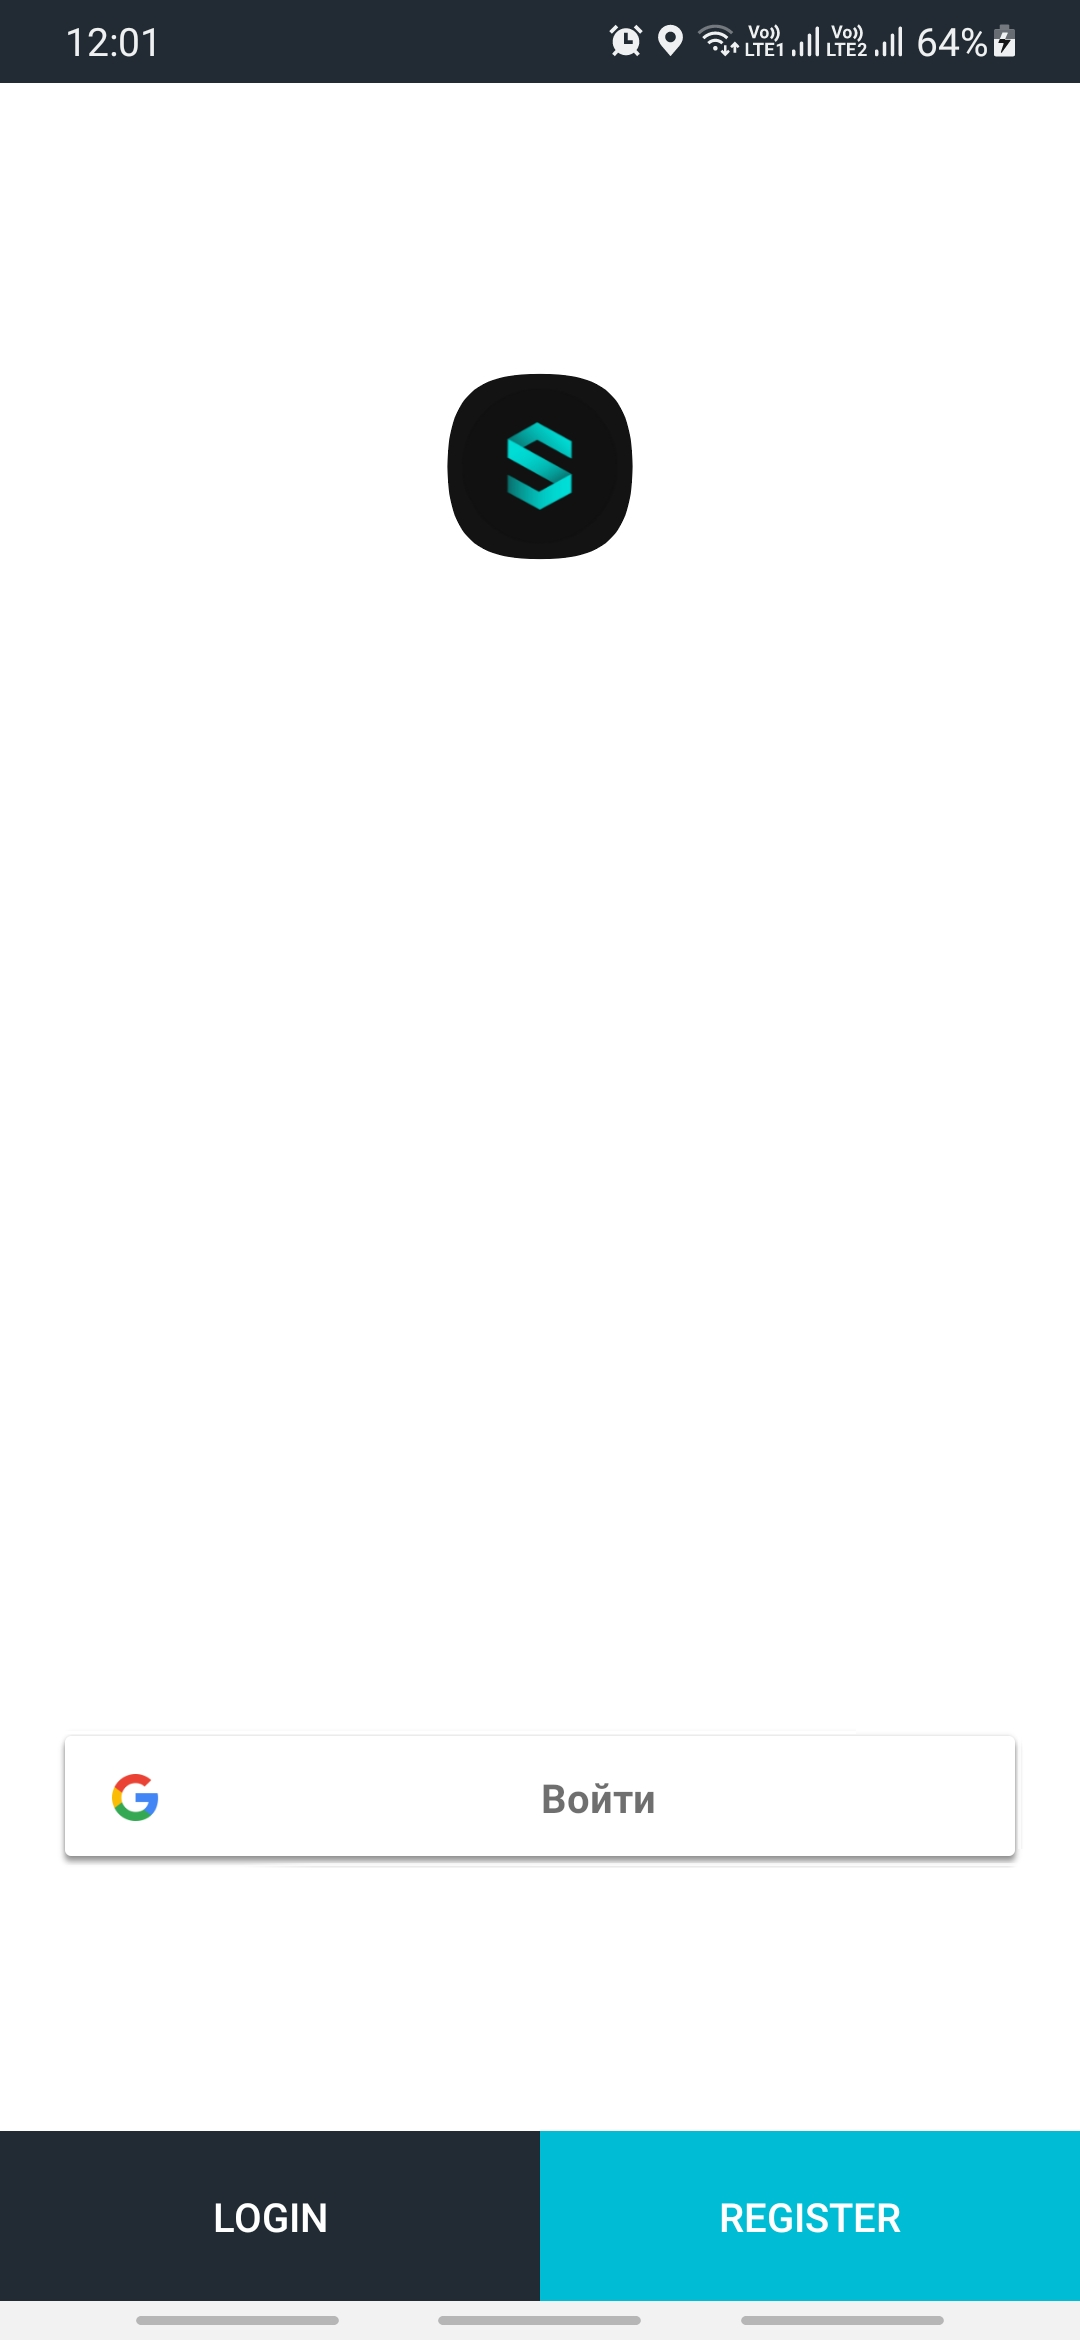 12:01 Vo)) LTE1 Vo)) LTE2 64%
Войти
LOGIN REGISTER